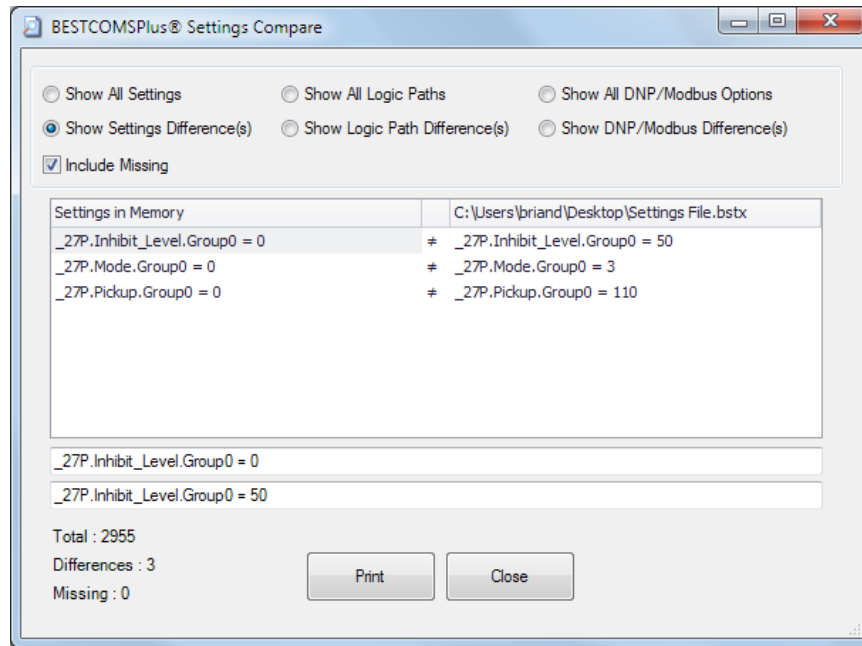 BESTCOMSPlus® Settings Compare
Show All Settings
Show All Logic Paths
Show All DNP/Modbus Options
Show Settings Difference(s)
Show Logic Path Difference(s)
Show DNP/Modbus Difference(s)
Include Missing
Settings in Memory
C:\Users\briand\Desktop\Settings File.bstx
_27P.Inhibit_Level.Group0 = 0 ≠ _27P.Inhibit_Level.Group0 = 50
_27P.Mode.Group0 = 0 ≠ _27P.Mode.Group0 = 3
_27P.Pickup.Group0 = 0 ≠ _27P.Pickup.Group0 = 110
_27P.Inhibit_Level.Group0 = 0
_27P.Inhibit_Level.Group0 = 50
Total : 2955
Differences : 3
Missing : 0
Print
Close